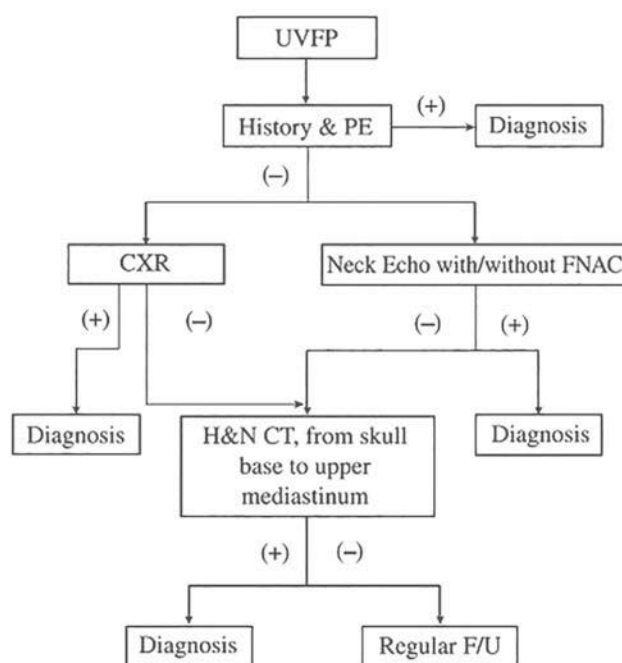 UVFP
History & PE
(+)
Diagnosis
(−)
CXR
Neck Echo with/without FNAC
(+)
(−)
(−)
(+)
Diagnosis
H&N CT, from skull
base to upper
mediastinum
Diagnosis
(+)
(−)
Diagnosis
Regular F/U